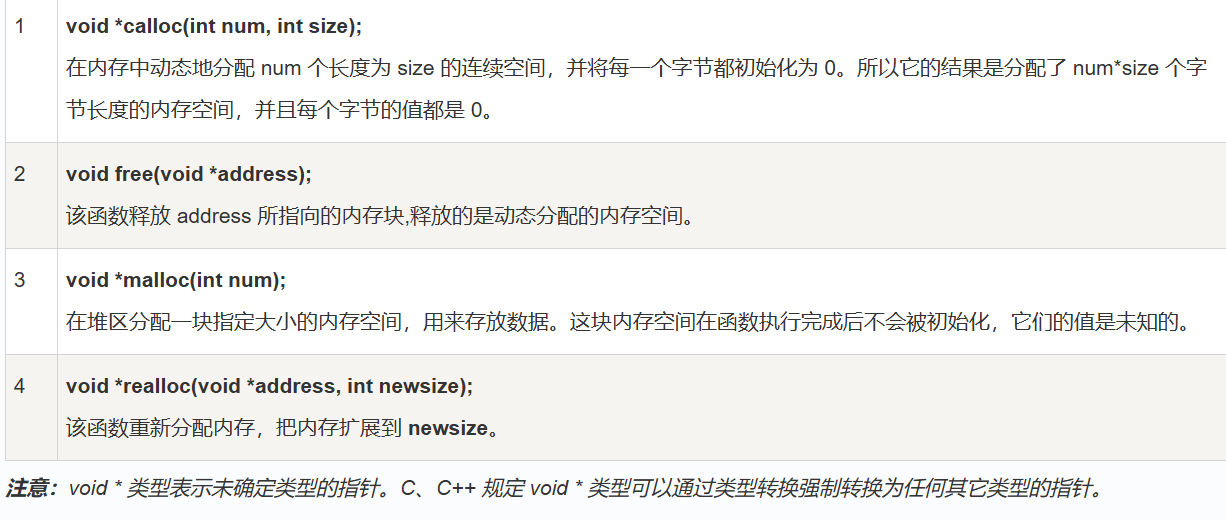 1 void *calloc(int num, int size);
在内存中动态地分配 num 个长度为 size 的连续空间，并将每一个字节都初始化为 0。所以它的结果是分配了 num*size 个字
节长度的内存空间，并且每个字节的值都是 0。
2 void free(void *address);
该函数释放 address 所指向的内存块,释放的是动态分配的内存空间。
3 void *malloc(int num);
在堆区分配一块指定大小的内存空间，用来存放数据。这块内存空间在函数执行完成后不会被初始化，它们的值是未知的。
4 void *realloc(void *address, int newsize);
该函数重新分配内存，把内存扩展到 newsize。
注意：void * 类型表示未确定类型的指针。C、C++ 规定 void * 类型可以通过类型转换强制转换为任何其它类型的指针。